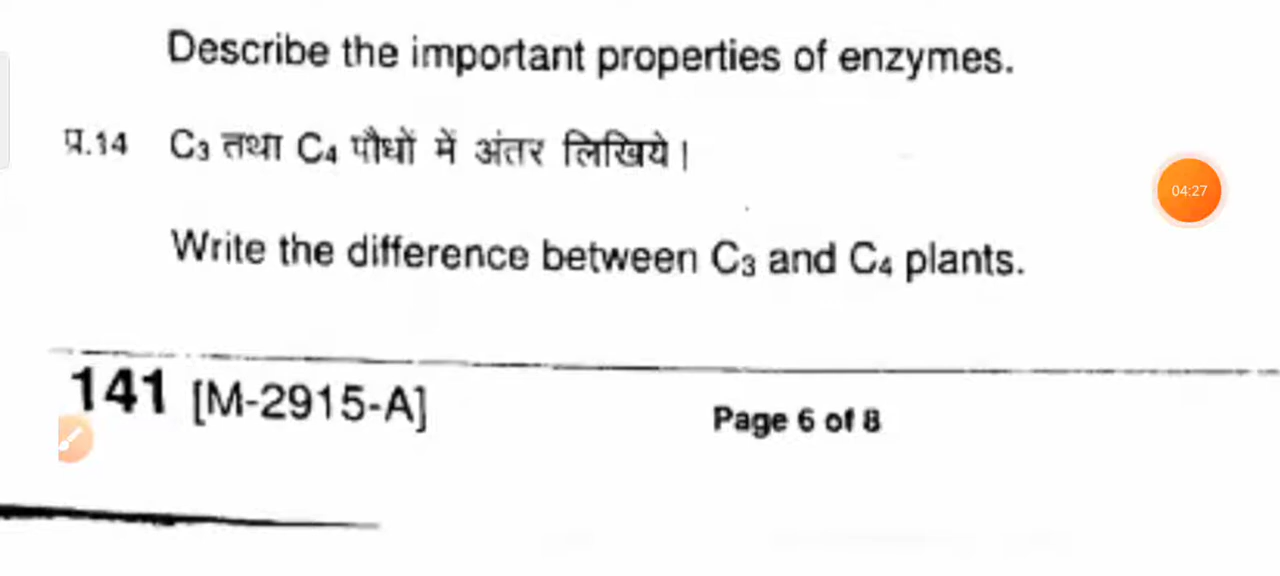 Describe the important properties of enzymes.
प्र.14 C₃ तथा C₄ पौधों में अंतर लिखिये।
04:27
Write the difference between C₃ and C₄ plants.
141 [M-2915-A]
Page 6 of 8